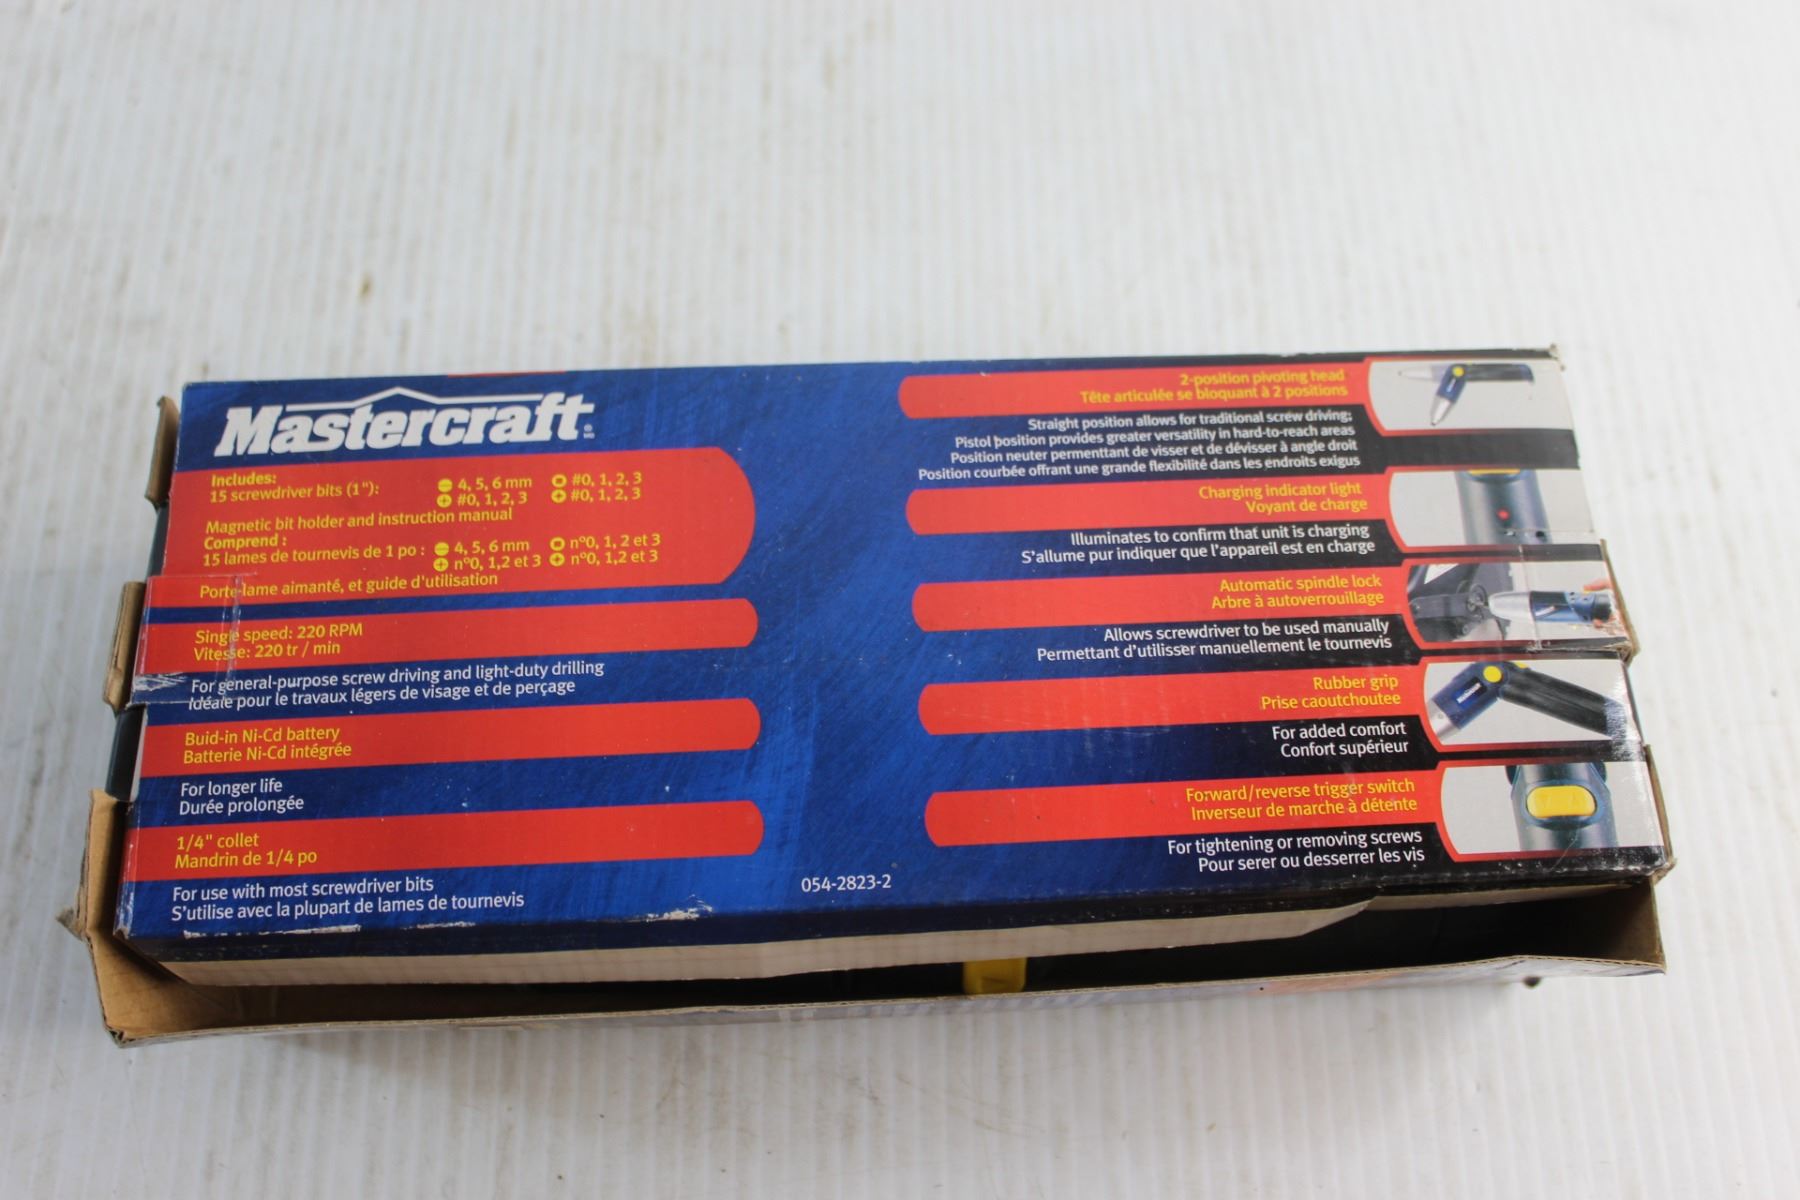 Mastercraft
Includes:
15 screwdriver bits (1"): 4, 5, 6 mm #0, 1, 2, 3
#0, 1, 2, 3 #0, 1, 2, 3
Magnetic bit holder and instruction manual
Comprend :
15 lames de tournevis de 1 po : 4, 5, 6 mm nº0, 1, 2 et 3
nº0, 1,2 et 3 nº0, 1,2 et 3
Porte-lame aimanté, et guide d'utilisation
Single speed: 220 RPM
Vitesse: 220 tr / min
For general-purpose screw driving and light-duty drilling
Idéale pour le travaux légers de visage et de perçage
Buid-in Ni-Cd battery
Batterie Ni-Cd intégrée
For longer life
Durée prolongée
1/4" collet
Mandrin de 1/4 po
For use with most screwdriver bits
S'utilise avec la plupart de lames de tournevis
054-2823-2
2-position pivoting head
Tête articulée se bloquant à 2 positions
Straight position allows for traditional screw driving;
Pistol position provides greater versatility in hard-to-reach areas
Position neuter permenttant de visser et de dévisser à angle droit
Position courbée offrant une grande flexibilité dans les endroits exigus
Charging indicator light
Voyant de charge
Illuminates to confirm that unit is charging
S'allume pur indiquer que l'appareil est en charge
Automatic spindle lock
Arbre à autoverrouillage
Allows screwdriver to be used manually
Permettant d'utilisser manuellement le tournevis
Rubber grip
Prise caoutchoutee
For added comfort
Confort supérieur
Forward/reverse trigger switch
Inverseur de marche à détente
For tightening or removing screws
Pour serer ou desserrer les vis